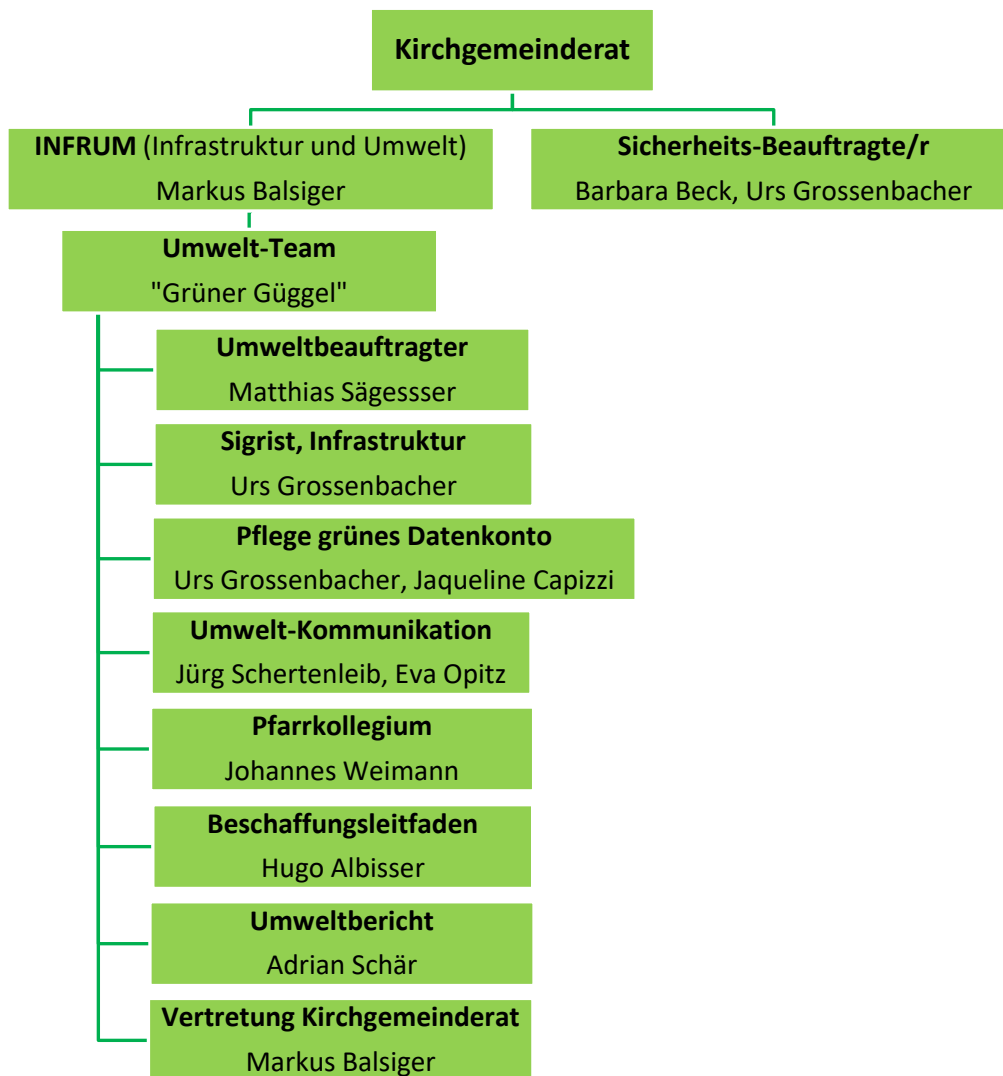 Kirchgemeinderat
INFRUM (Infrastruktur und Umwelt)
Markus Balsiger
Sicherheits-Beauftragte/r
Barbara Beck, Urs Grossenbacher
Umwelt-Team
"Grüner Güggel"
Umweltbeauftragter
Matthias Sägessser
Sigrist, Infrastruktur
Urs Grossenbacher
Pflege grünes Datenkonto
Urs Grossenbacher, Jaqueline Capizzi
Umwelt-Kommunikation
Jürg Schertenleib, Eva Opitz
Pfarrkollegium
Johannes Weimann
Beschaffungsleitfaden
Hugo Albisser
Umweltbericht
Adrian Schär
Vertretung Kirchgemeinderat
Markus Balsiger